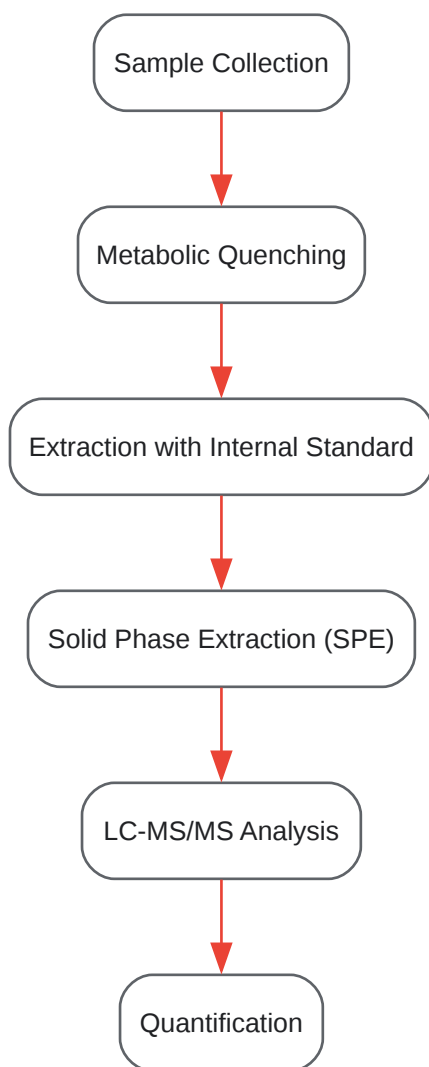 Sample Collection
Metabolic Quenching
Extraction with Internal Standard
Solid Phase Extraction (SPE)
LC-MS/MS Analysis
Quantification